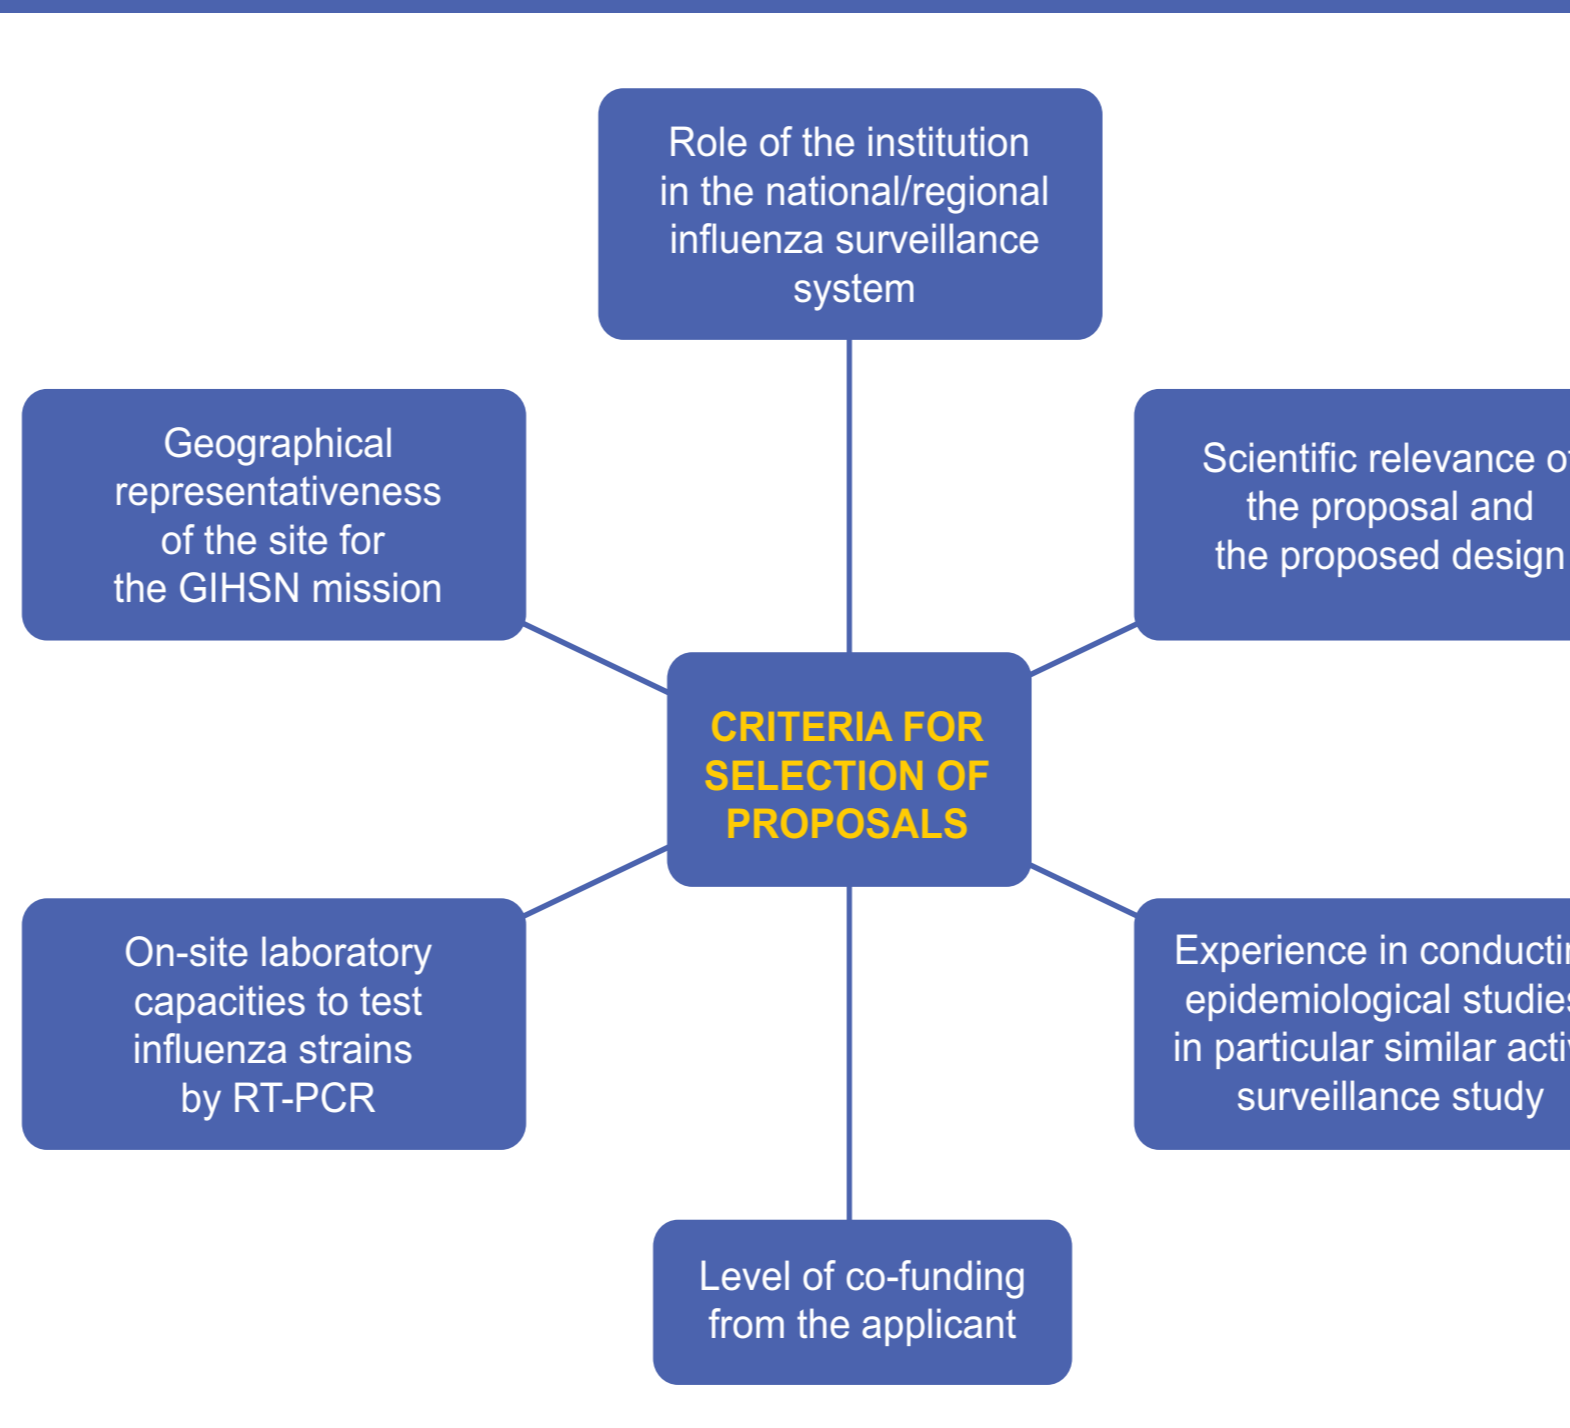 Role of the institution
in the national/regional
influenza surveillance
system
Geographical
representativeness
of the site for
the GIHSN mission
Scientific relevance of
the proposal and
the proposed design
CRITERIA FOR
SELECTION OF
PROPOSALS
On-site laboratory
capacities to test
influenza strains
by RT-PCR
Experience in
epidemiological studies
in particular similar
surveillance study
Level of co-funding
from the applicant